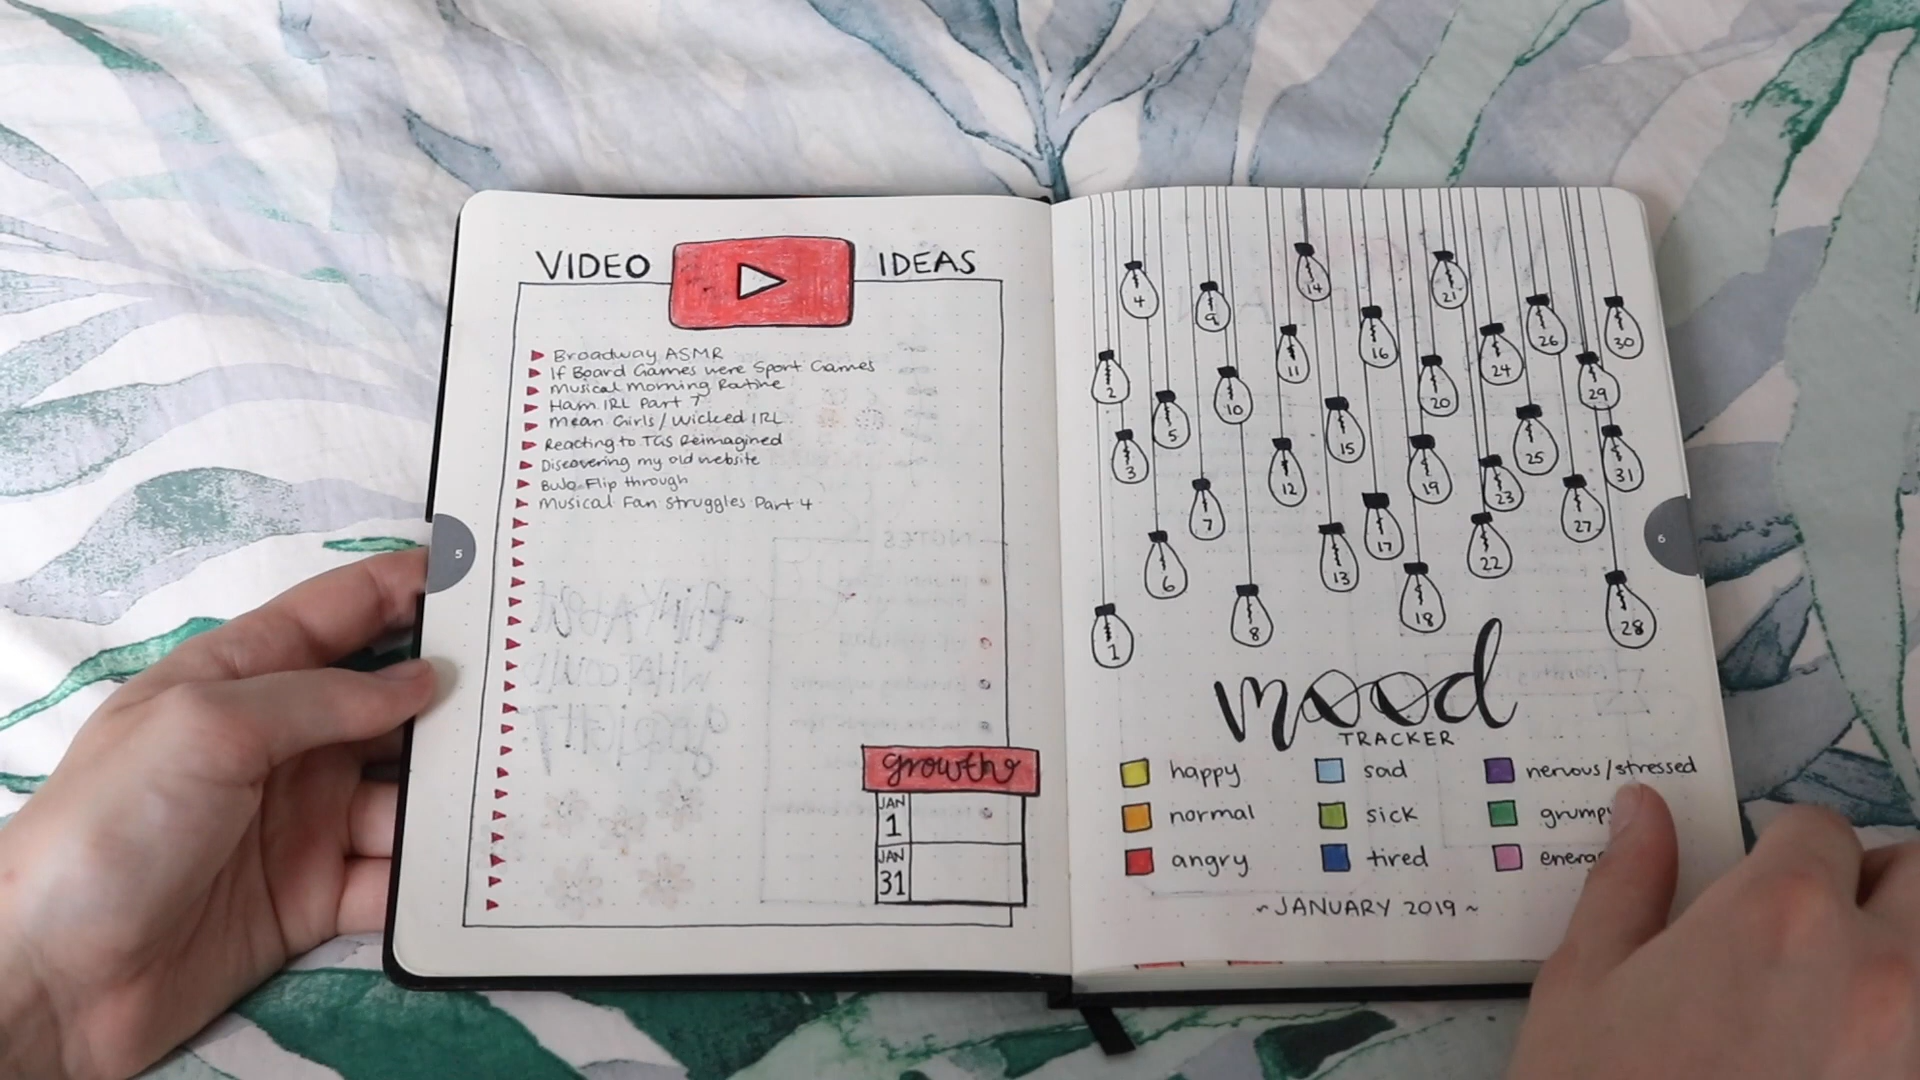 VIDEO IDEAS
Broadway ASMR
If Board Games were Sport Games
Musical Morning Routine
Ham IRL Part 7
Mean Girls/Wicked IRL
Reacting to TGS Reimagined
Discovering my old website
BuJo Flip through
Musical Fan Struggles Part 4
growth
JAN
1
JAN
31
5
14
4
21
9
26
30
16
11
24
2
29
20
10
5
15
25
3
31
19
12
23
7
27
17
22
13
6
18
8
28
1
6
mood
TRACKER
happy sad nervous/stressed
normal sick grumpy
angry tired
~JANUARY 2019~